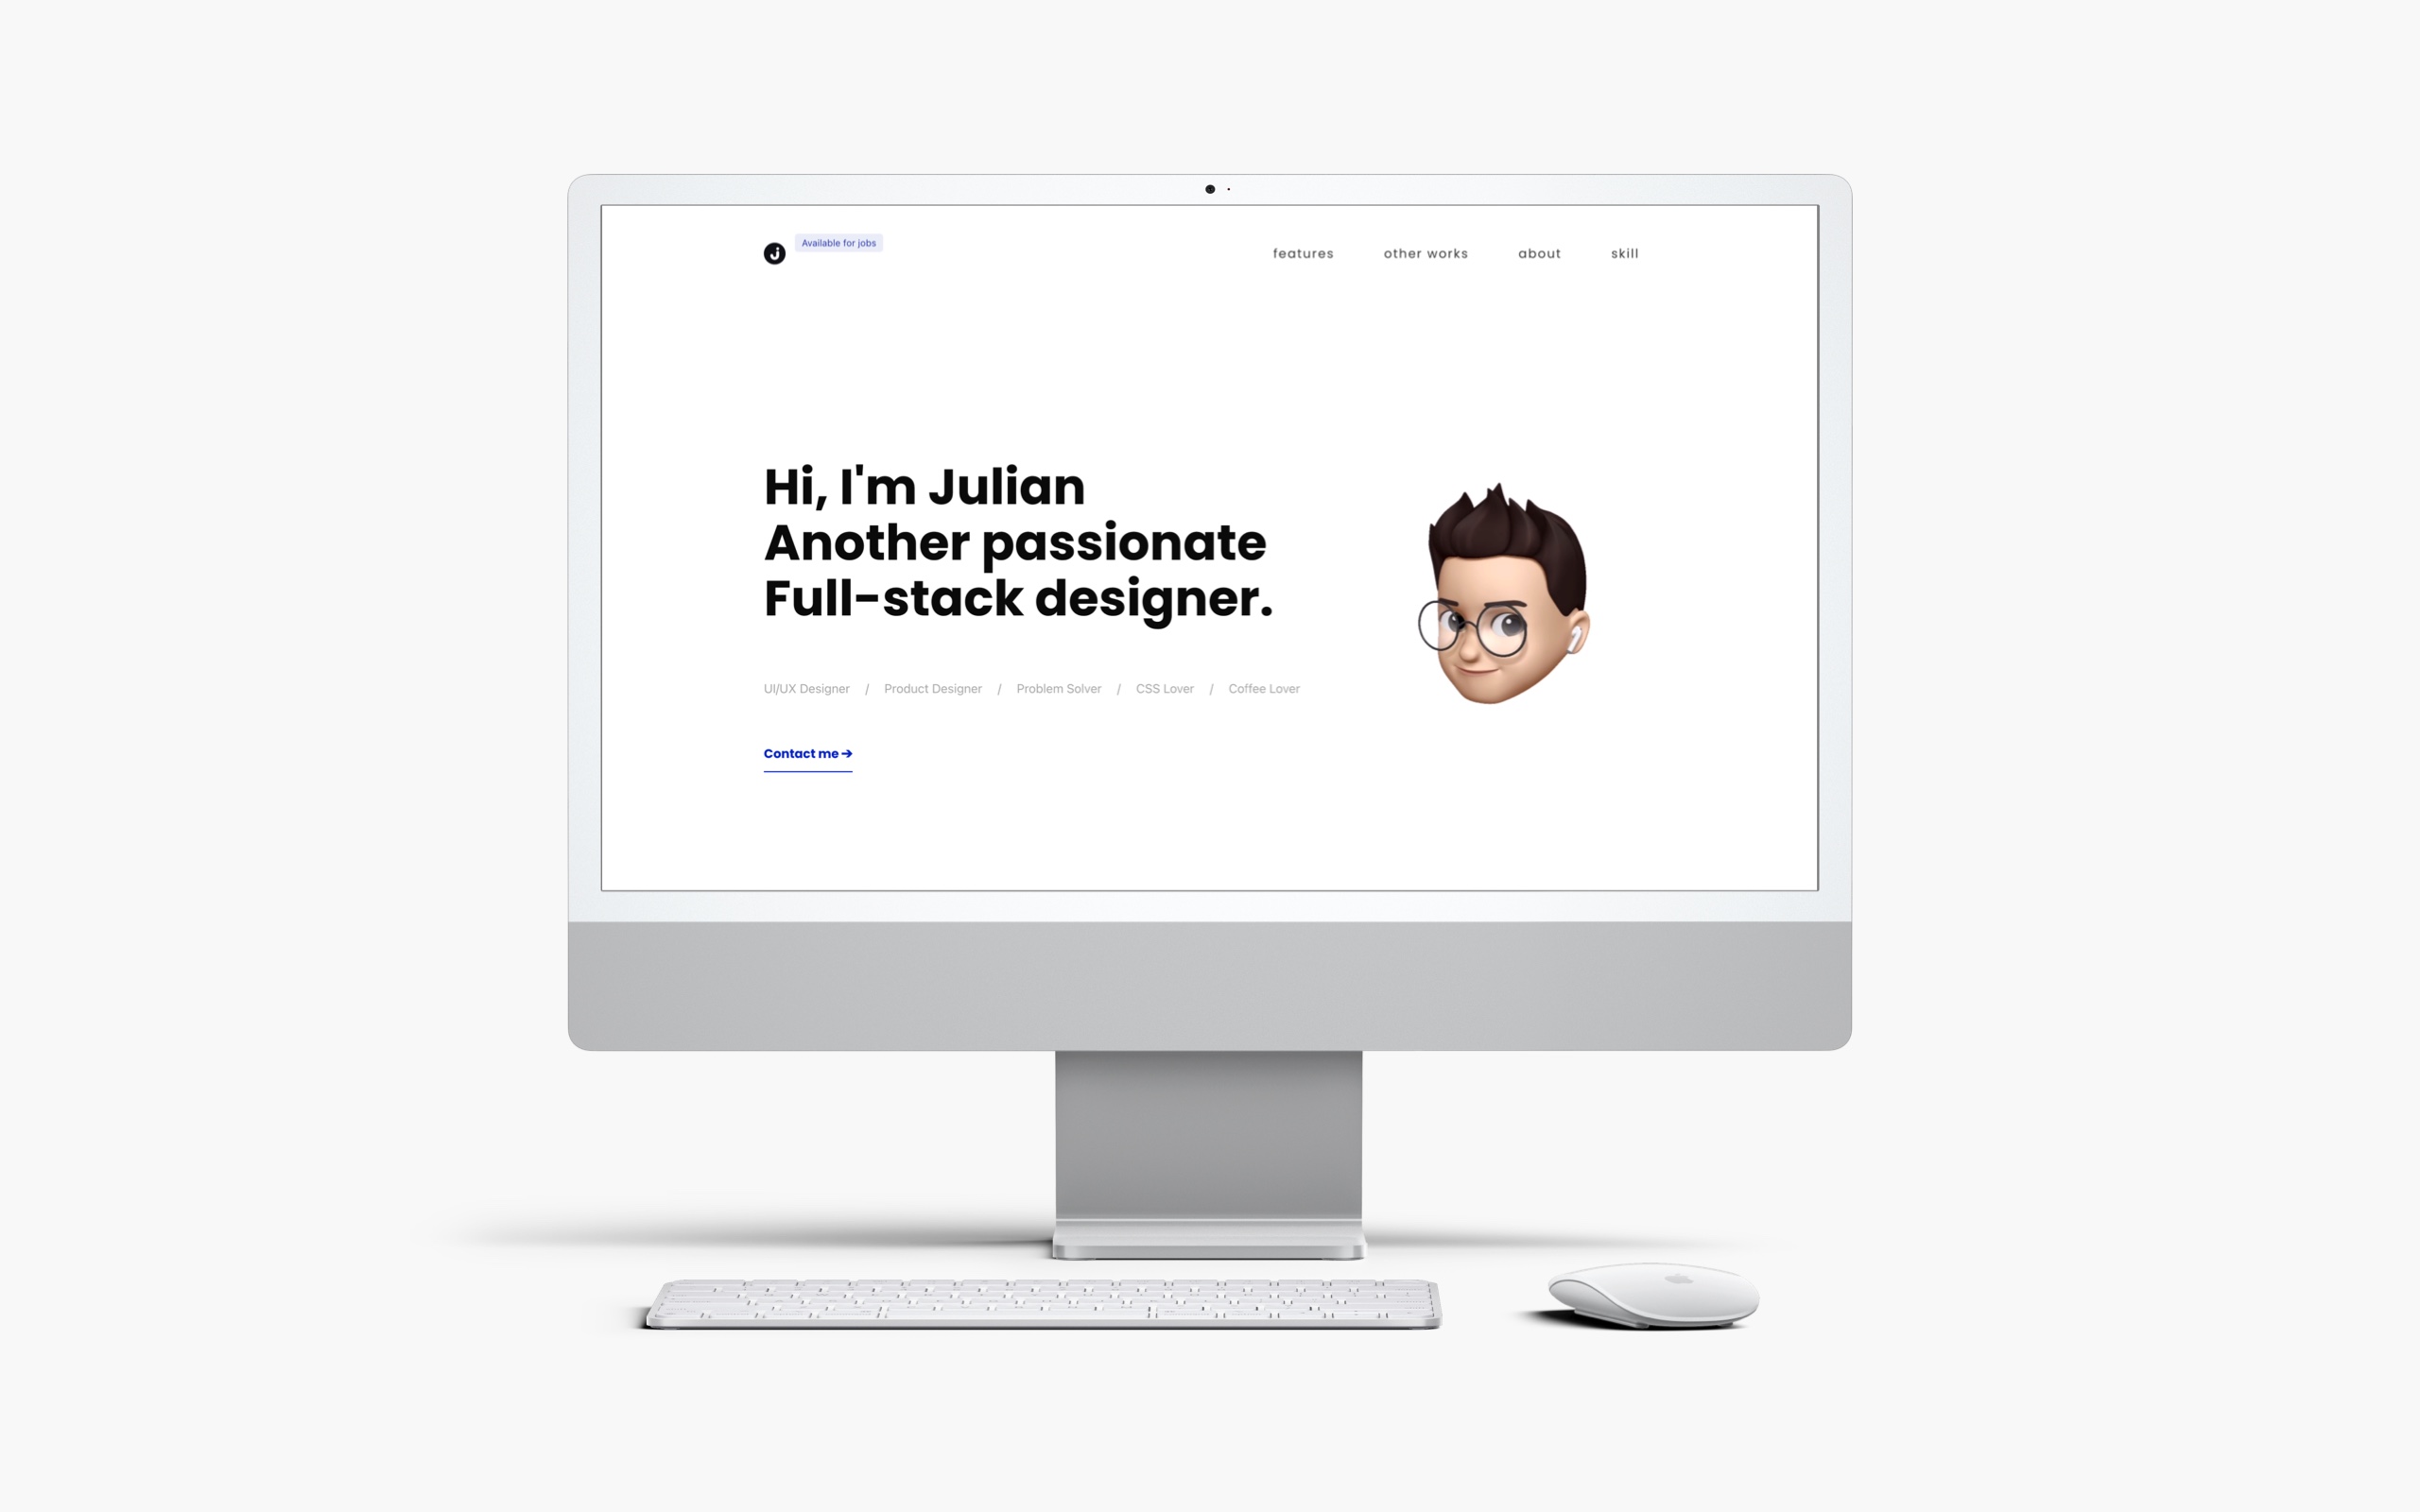 J
Available for jobs
features other works about skill
Hi, I'm Julian
Another passionate
Full-stack designer.
UI/UX Designer / Product Designer / Problem Solver / CSS Lover / Coffee Lover
Contact me →